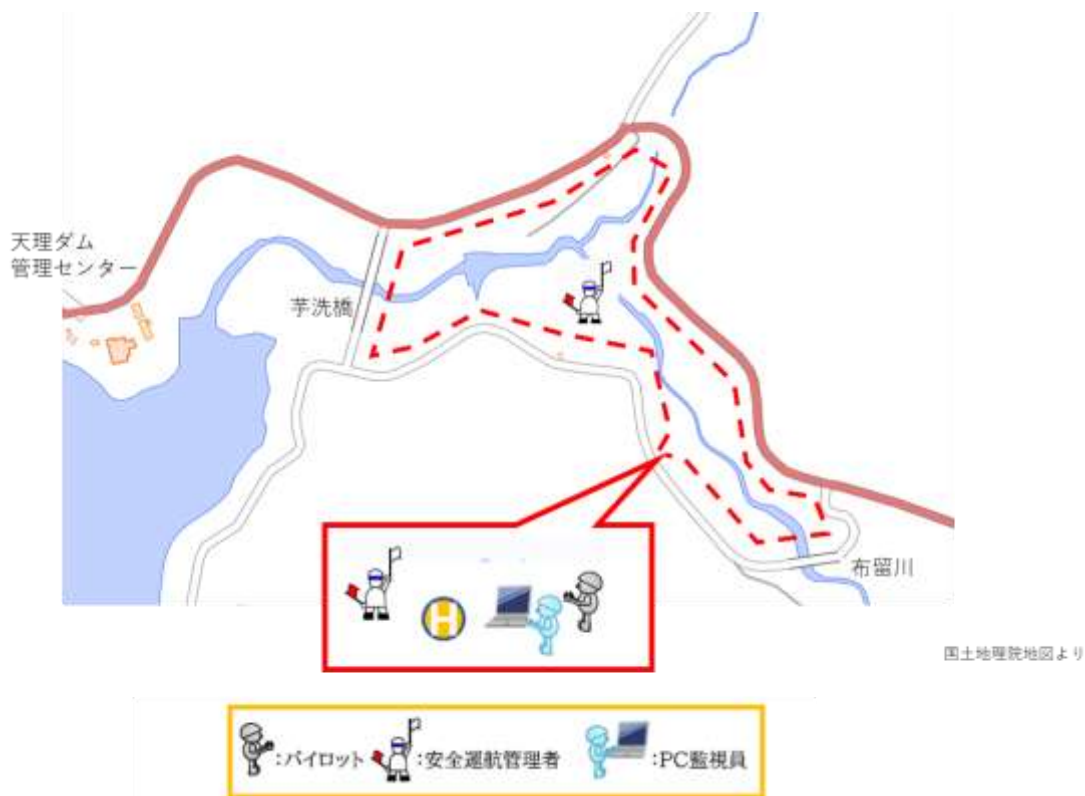 天理ダム
管理センター
芋洗橋
布留川
H
国土地理院地図より
:パイロット
:安全運航管理者
:PC監視員